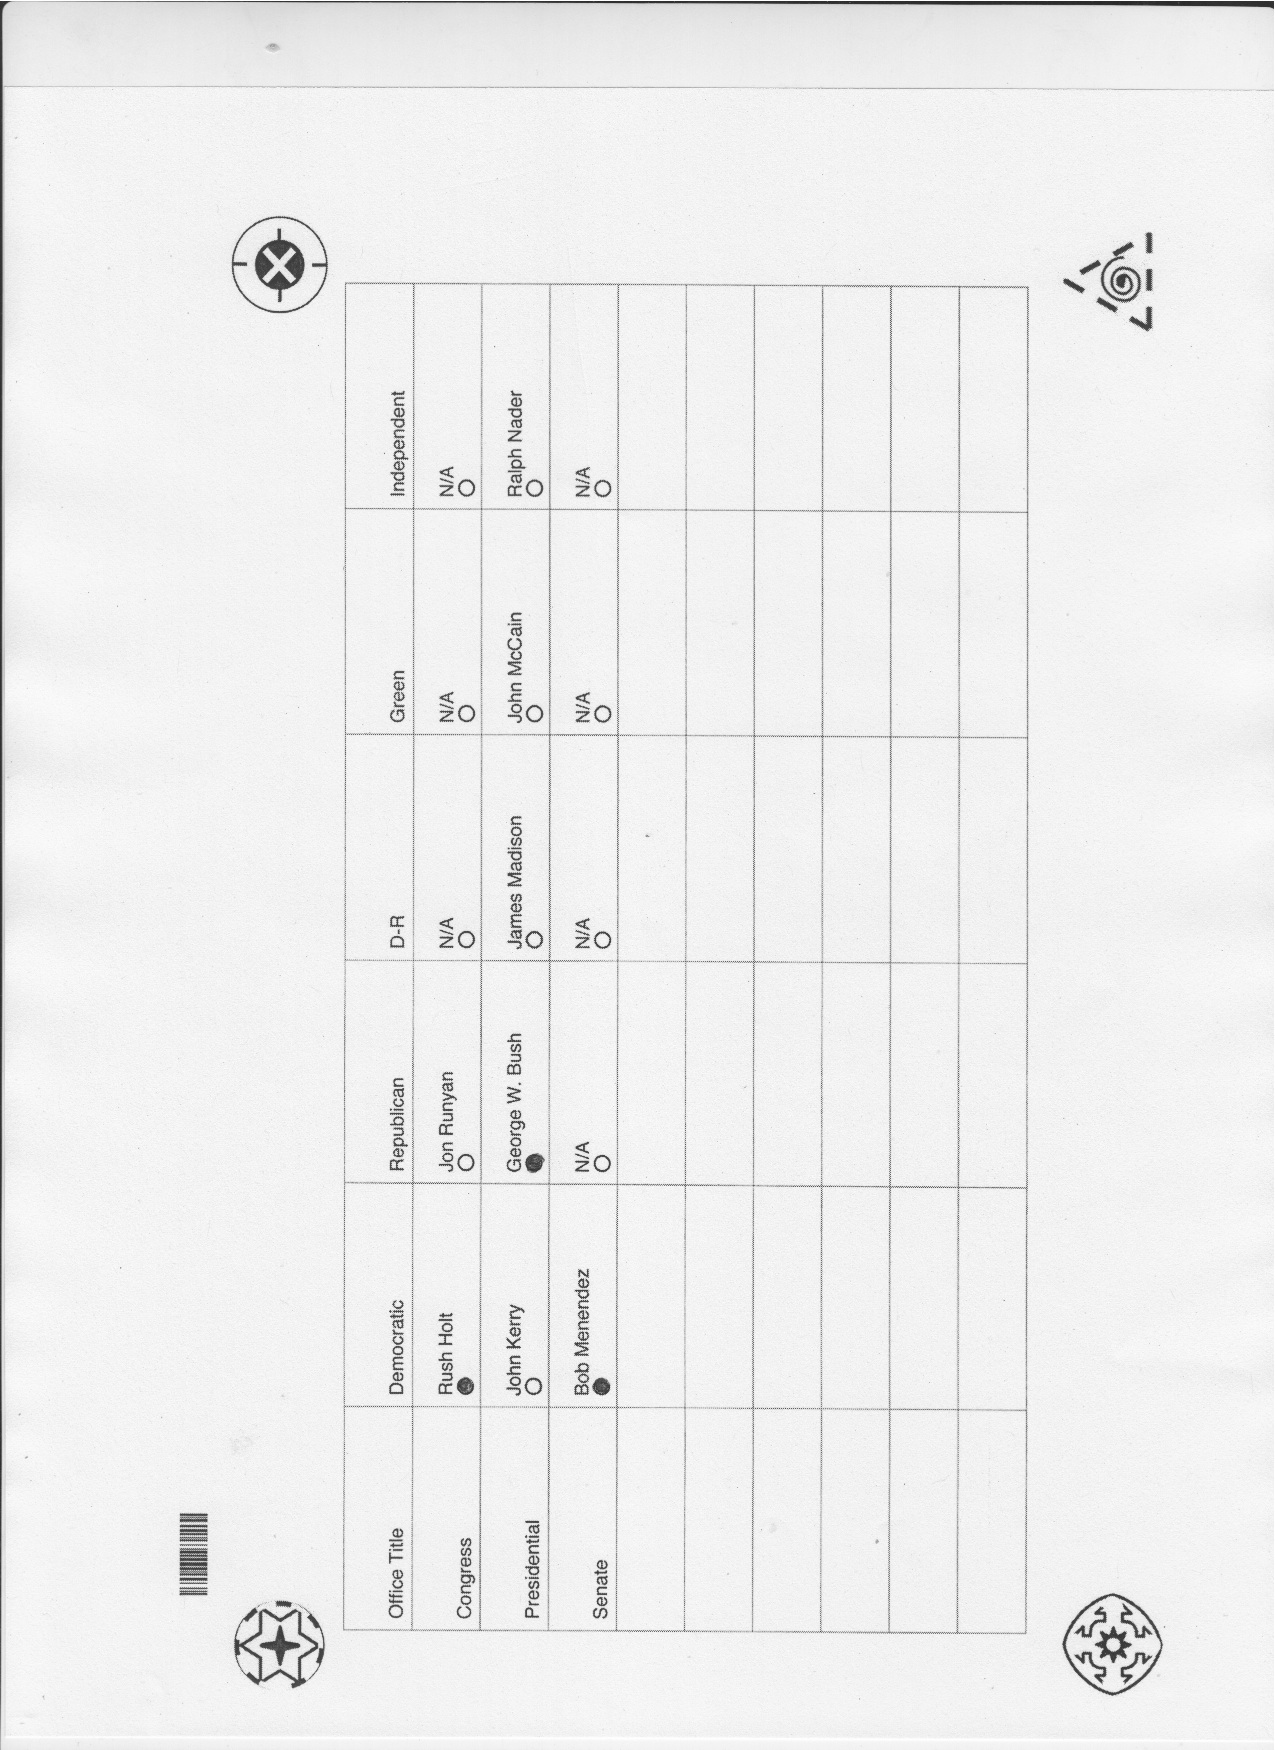 Office Title Democratic Republican D-R Green Independent
Congress Rush Holt Jon Runyan N/A N/A N/A
Presidential John Kerry George W. Bush James Madison John McCain Ralph Nader
Senate Bob Menendez N/A N/A N/A N/A